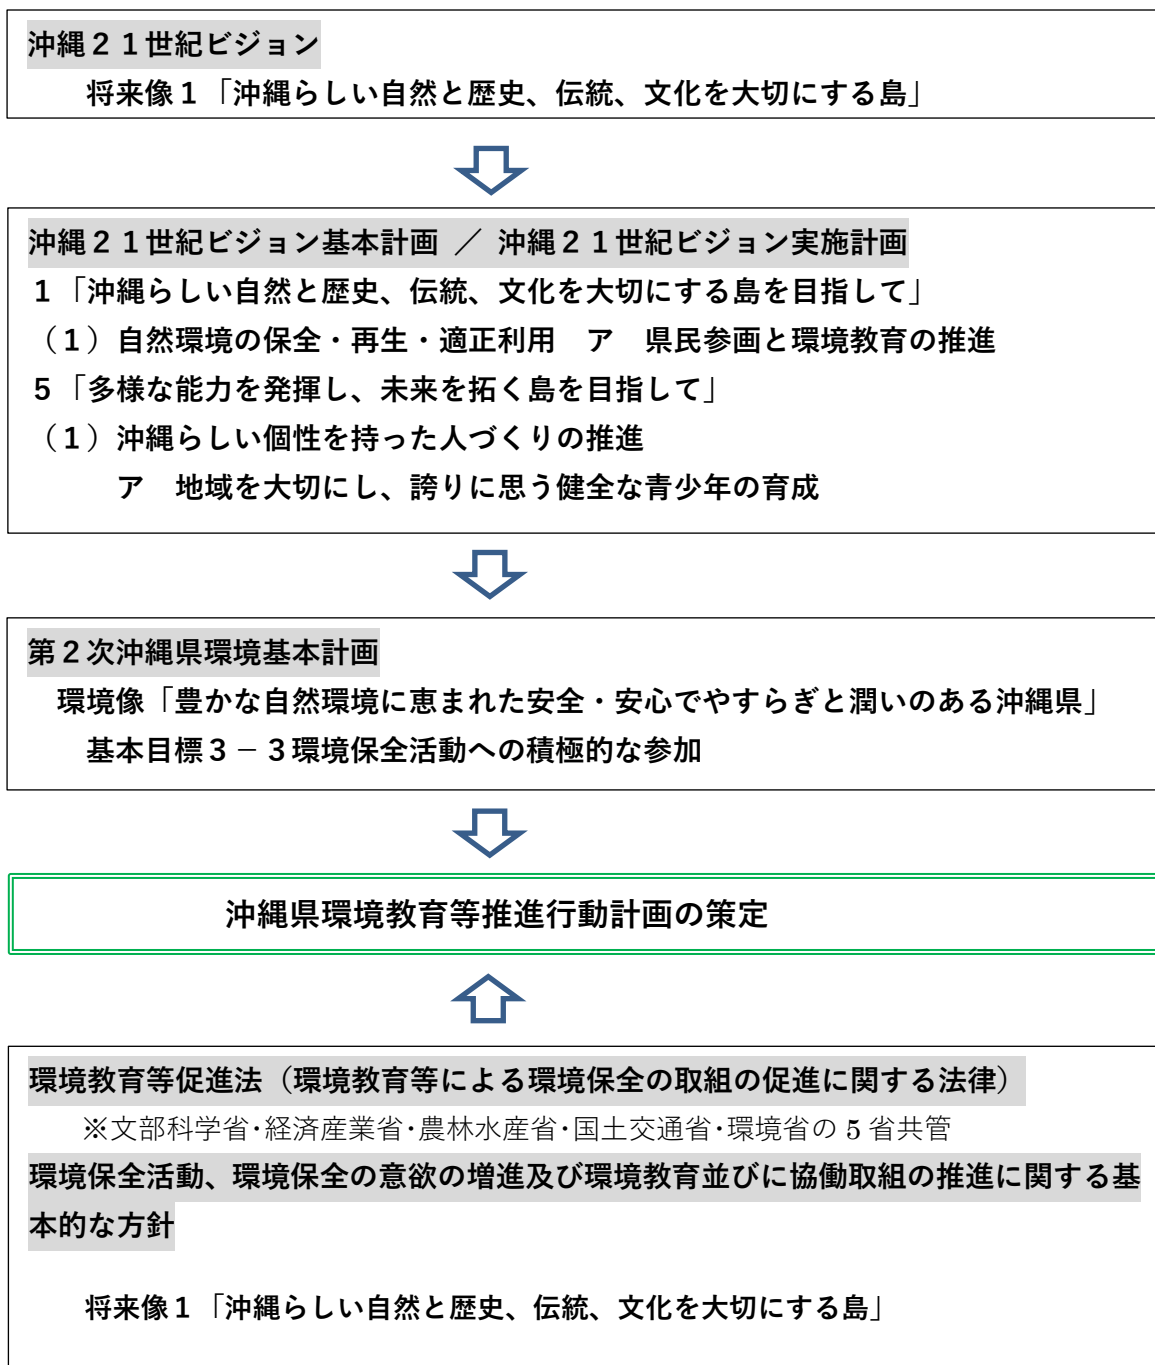 沖縄２１世紀ビジョン
将来像１「沖縄らしい自然と歴史、伝統、文化を大切にする島」
沖縄２１世紀ビジョン基本計画 ／ 沖縄２１世紀ビジョン実施計画
１「沖縄らしい自然と歴史、伝統、文化を大切にする島を目指して」
（１）自然環境の保全・再生・適正利用　ア　県民参画と環境教育の推進
５「多様な能力を発揮し、未来を拓く島を目指して」
（１）沖縄らしい個性を持った人づくりの推進
ア　地域を大切にし、誇りに思う健全な青少年の育成
第２次沖縄県環境基本計画
環境像「豊かな自然環境に恵まれた安全・安心でやすらぎと潤いのある沖縄県」
基本目標３－３環境保全活動への積極的な参加
沖縄県環境教育等推進行動計画の策定
環境教育等促進法（環境教育等による環境保全の取組の促進に関する法律）
※文部科学省・経済産業省・農林水産省・国土交通省・環境省の 5 省共管
環境保全活動、環境保全の意欲の増進及び環境教育並びに協働取組の推進に関する基
本的な方針
将来像１「沖縄らしい自然と歴史、伝統、文化を大切にする島」